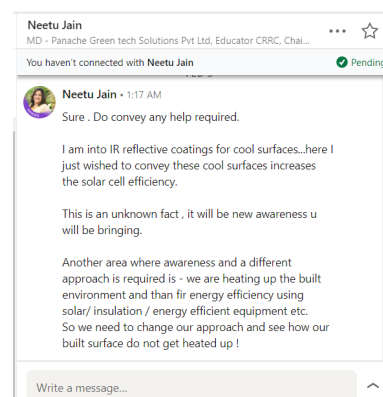 Neetu Jain
MD - Panache Green tech Solutions Pvt Ltd, Educator CRRC, Chai...
You haven't connected with Neetu Jain
Pending
Neetu Jain • 1:17 AM
Sure . Do convey any help required.
I am into IR reflective coatings for cool surfaces...here I
just wished to convey these cool surfaces increases
the solar cell efficiency.
This is an unknown fact , it will be new awareness u
will be bringing.
Another area where awareness and a different
approach is required is - we are heating up the built
environment and than fir energy efficiency using
solar/ insulation / energy efficient equipment etc.
So we need to change our approach and see how our
built surface do not get heated up !
Write a message...